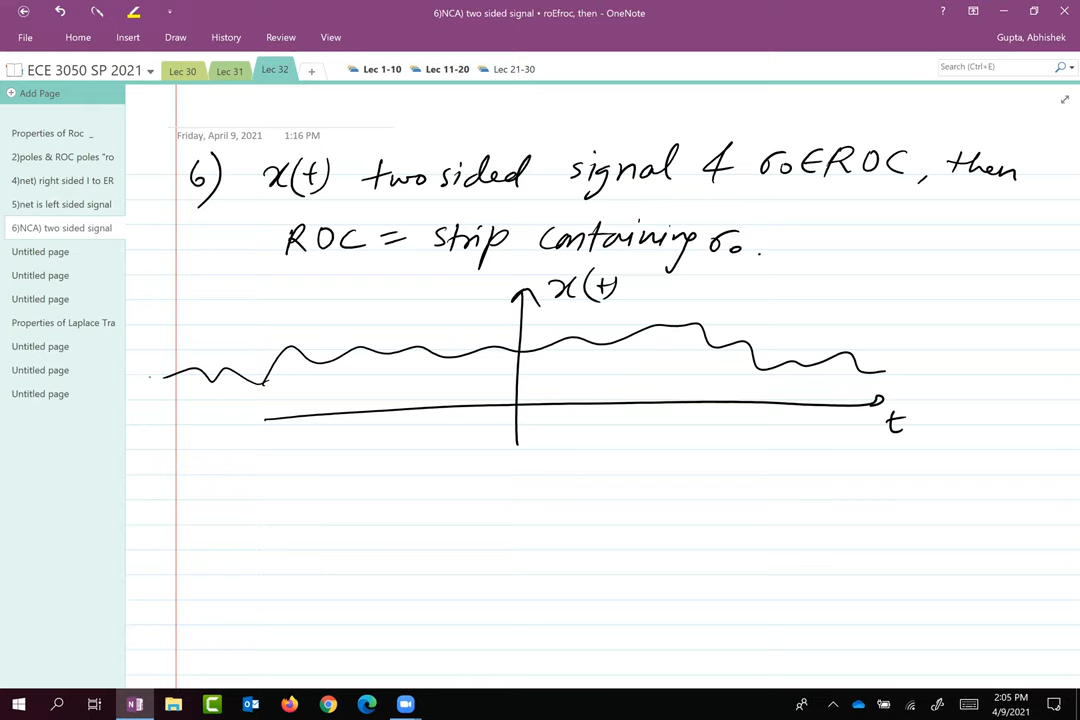 6)NCA) two sided signal • roEfroc, then - OneNote
?
Gupta, Abhishek
File Home Insert Draw History Review View
ECE 3050 SP 2021
Lec 30
Lec 31
Lec 32
+
Lec 1-10
Lec 11-20
Lec 21-30
Search (Ctrl+E)
Add Page
Properties of Roc _
2)poles & ROC poles "ro
4)net) right sided I to ER
5)net is left sided signal
6)NCA) two sided signal
Untitled page
Untitled page
Untitled page
Properties of Laplace Tra
Untitled page
Untitled page
Untitled page
Friday, April 9, 2021 1:16 PM
6) x(t) two sided signal & σ₀ ∈ ROC, then
ROC = strip containing σ₀.
x(t)
t
2:05 PM
4/9/2021